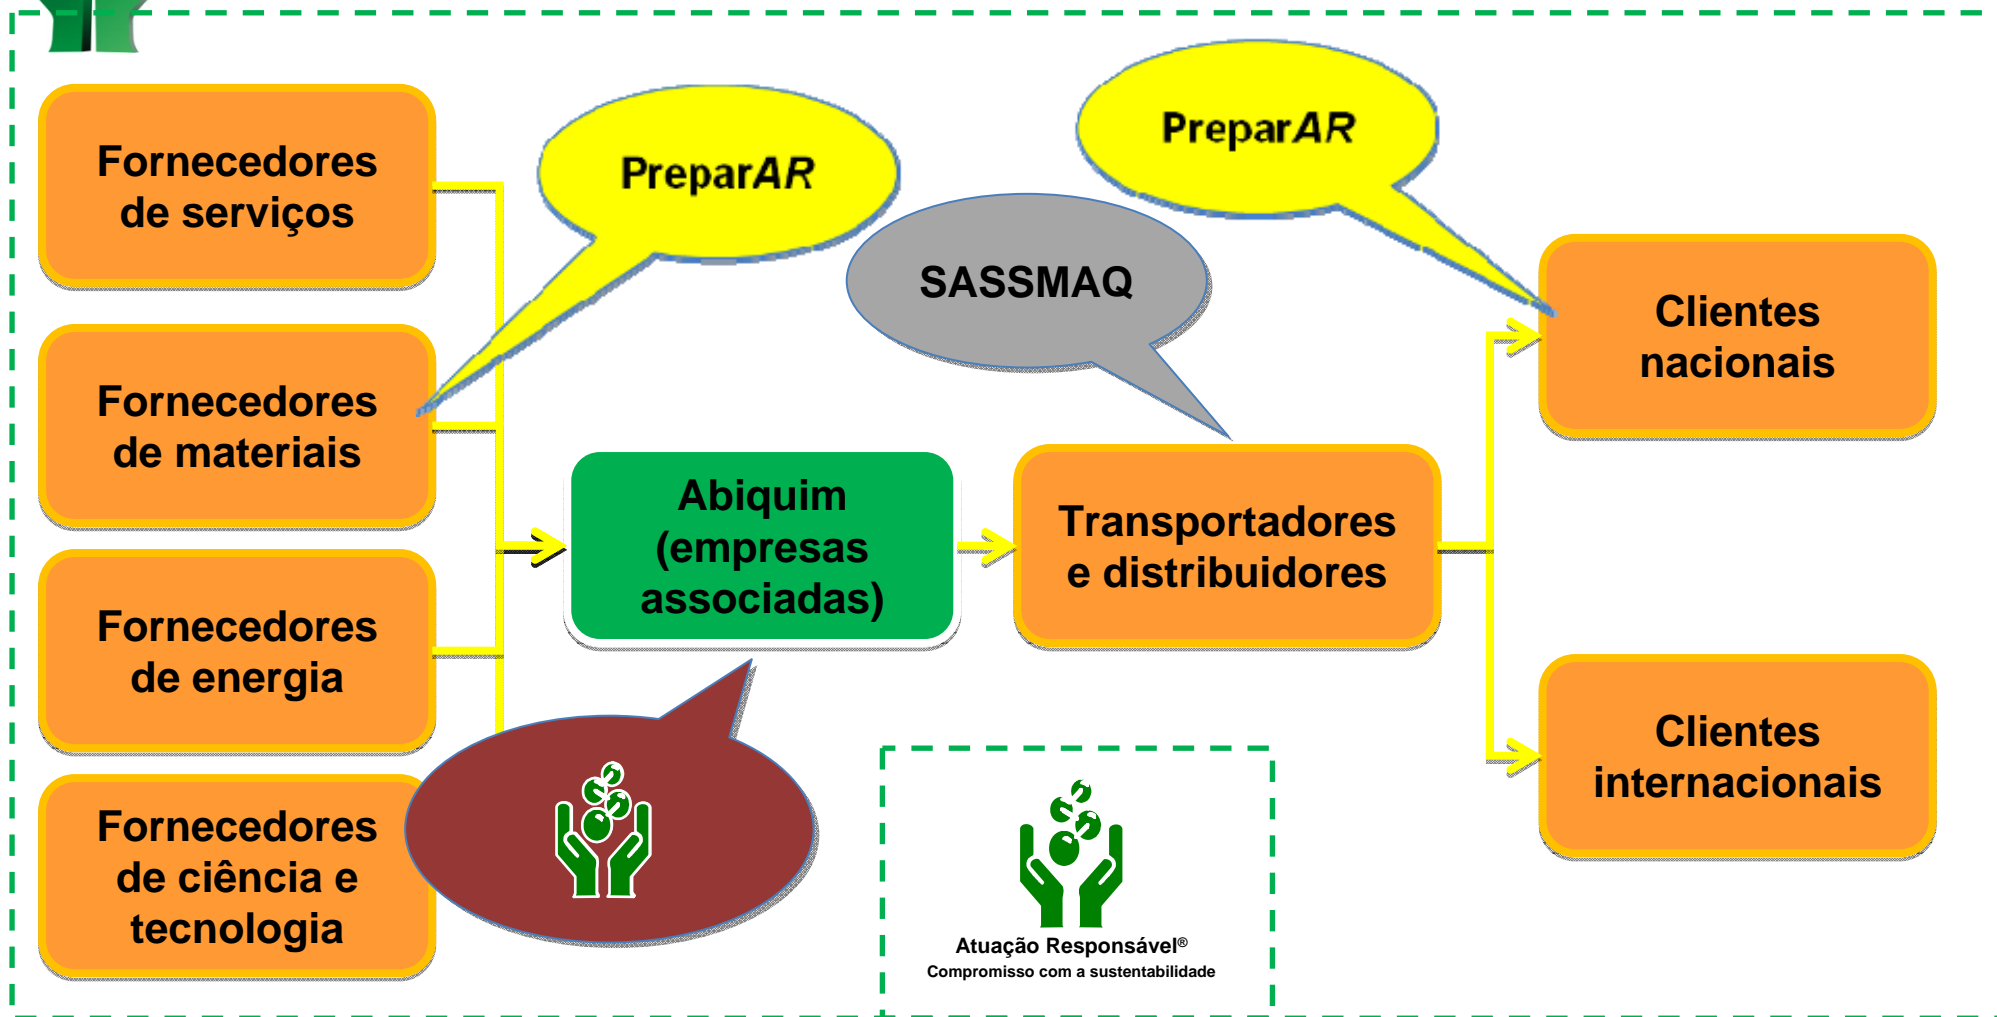 Fornecedores
de serviços
Fornecedores
de materiais
Fornecedores
de energia
Fornecedores
de ciência e
tecnologia
PreparAR
SASSMAQ
PreparAR
Abiquim
(empresas
associadas)
Transportadores
e distribuidores
Clientes
nacionais
Clientes
internacionais
Atuação Responsável®
Compromisso com a sustentabilidade